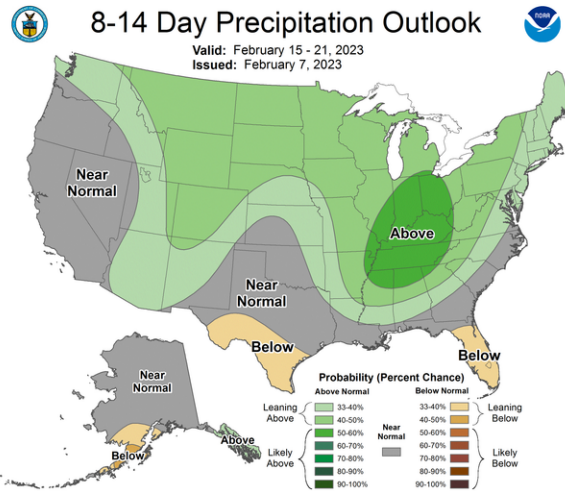 8-14 Day Precipitation Outlook
NOAA
Valid: February 15 - 21, 2023
Issued: February 7, 2023
Near
Normal
Above
Near
Normal
Below
Below
Near
Normal
Above
Below
Probability (Percent Chance)
Above Normal
Below Normal
Leaning
Above
33-40%
40-50%
Likely
Above
50-60%
60-70%
70-80%
80-90%
90-100%
Near
Normal
33-40%
40-50%
Leaning
Below
50-60%
60-70%
70-80%
80-90%
90-100%
Likely
Below